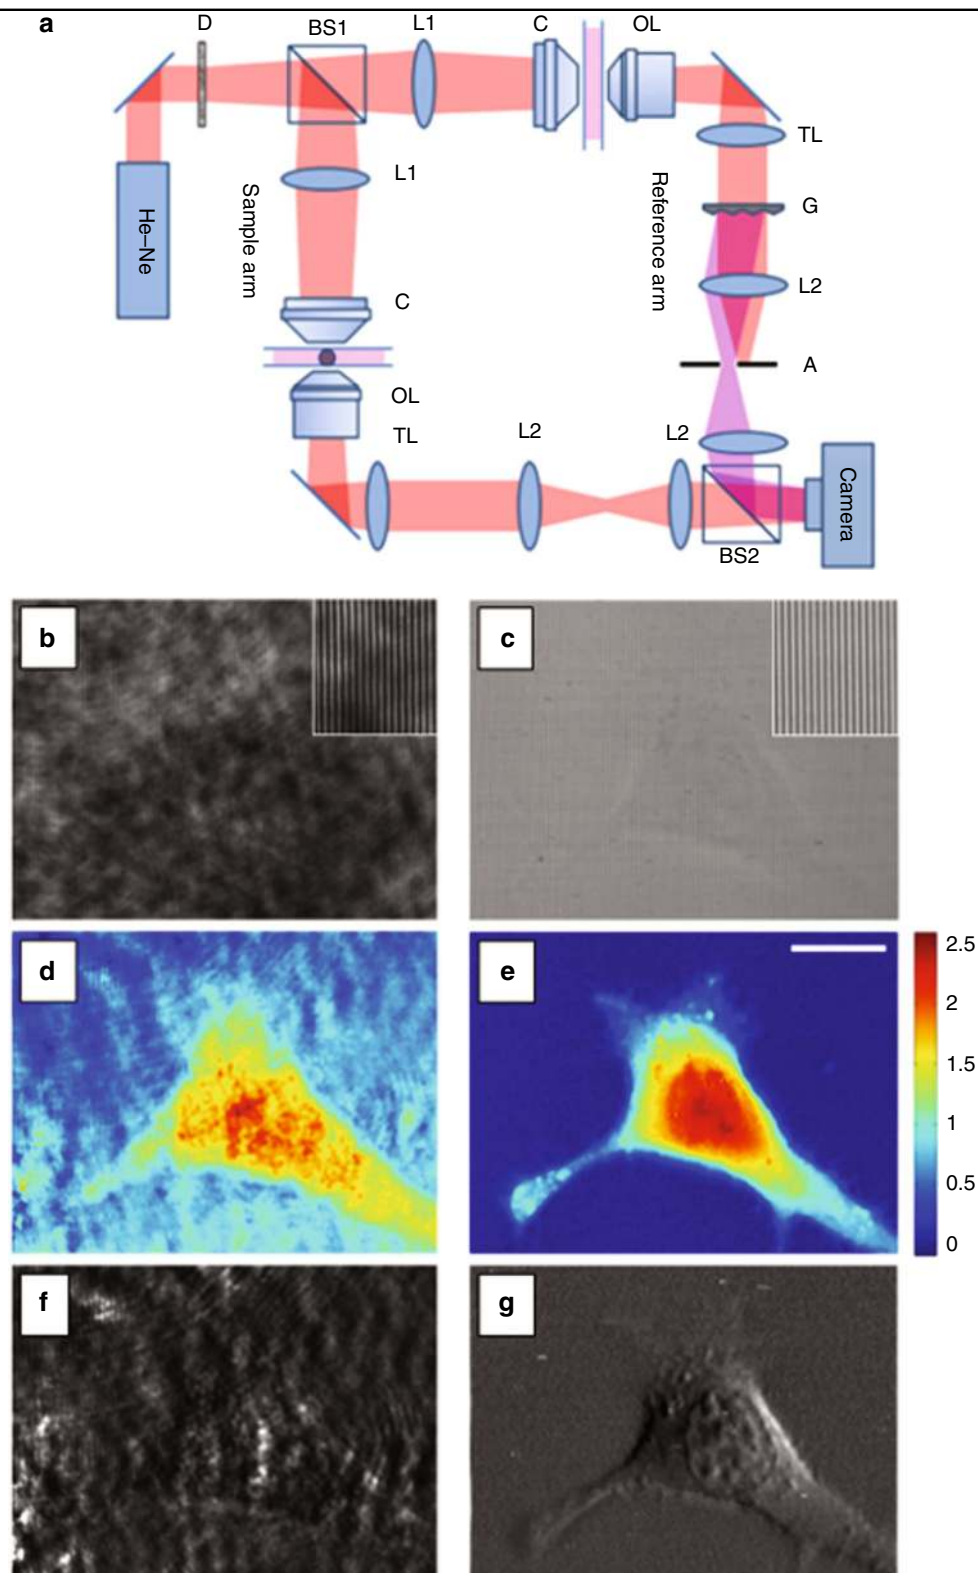 a
D
BS1
L1
C
OL
TL
G
L2
A
He–Ne
Sample arm
L1
C
OL
TL
L2
L2
Reference arm
Camera
BS2
b
c
d
e
2.5
2
1.5
1
0.5
0
f
g